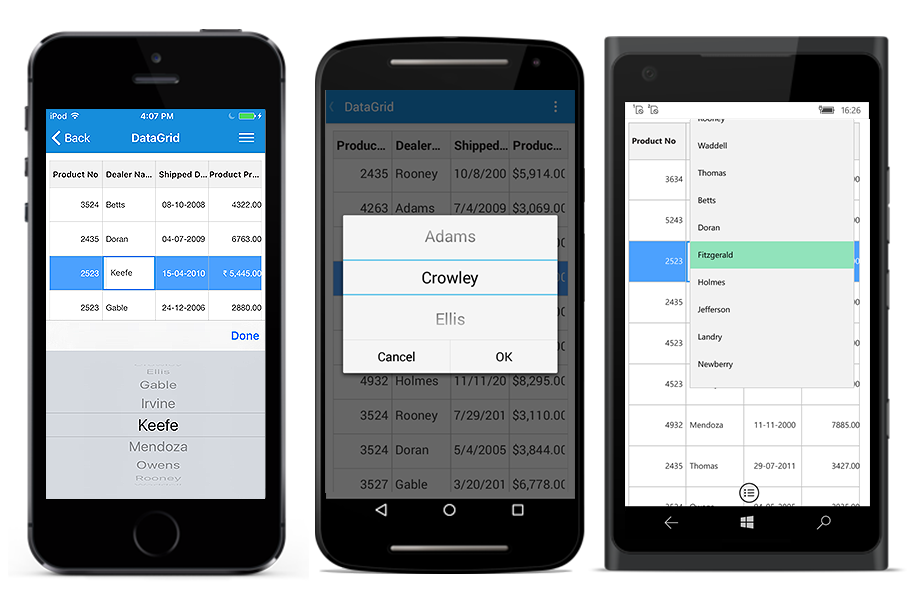 iPod 4:07 PM
Back DataGrid
Product No Dealer Na... Shipped D... Product Pr...
3524 Betts 08-10-2008 4322.00
2435 Doran 04-07-2009 6763.00
2523 Keefe 15-04-2010 ₹ 5,445.00
2523 Gable 24-12-2006 2880.00
Done
Ellis
Gable
Irvine
Keefe
Mendoza
Owens
Rooney
DataGrid
Produc... Dealer... Shipped... Produc...
2435 Rooney 10/8/200 $5,914.00
4263 Adams 7/4/2009 $3,069.00
Adams
Crowley
Ellis
Cancel OK
4932 Holmes 11/11/20 $8,295.00
3524 Rooney 7/29/201 $3,110.00
3524 Doran 5/4/2005 $3,844.00
3527 Gable 3/20/201 $6,778.00
16:26
Product No
Rooney
Waddell
3634 Thomas
Betts
5243 Doran
2523 Fitzgerald
Holmes
2435 Jefferson
4523 Landry
Newberry
4523
4932 Mendoza 11-11-2000 7885.00
2435 Thomas 29-07-2011 3427.00